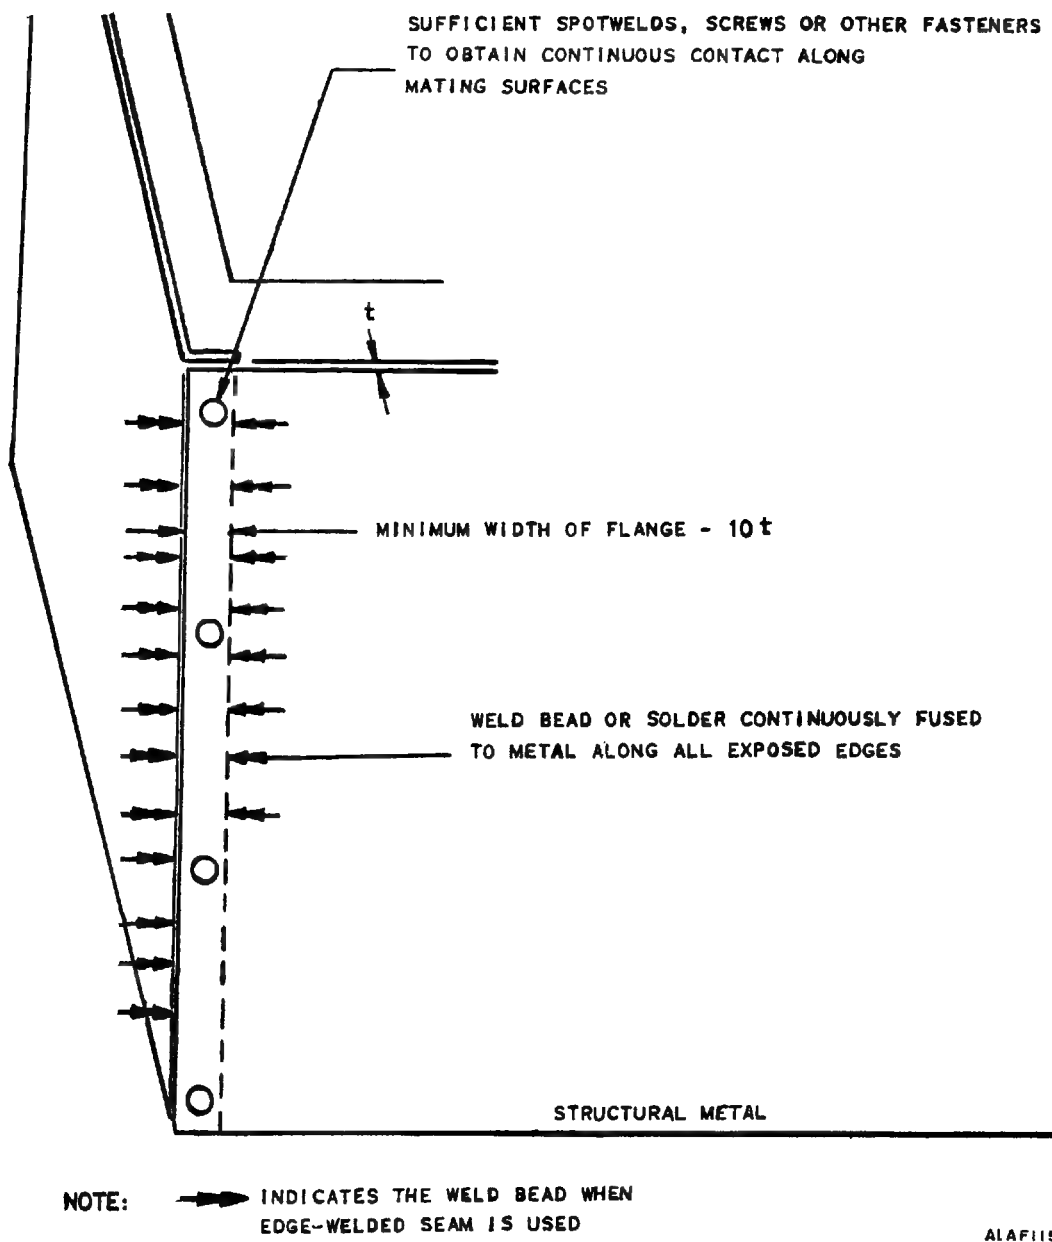 SUFFICIENT SPOTWELDS, SCREWS OR OTHER FASTENERS
TO OBTAIN CONTINUOUS CONTACT ALONG
MATING SURFACES
t
MINIMUM WIDTH OF FLANGE - 10t
WELD BEAD OR SOLDER CONTINUOUSLY FUSED
TO METAL ALONG ALL EXPOSED EDGES
STRUCTURAL METAL
NOTE: INDICATES THE WELD BEAD WHEN
EDGE-WELDED SEAM IS USED
ALAF115